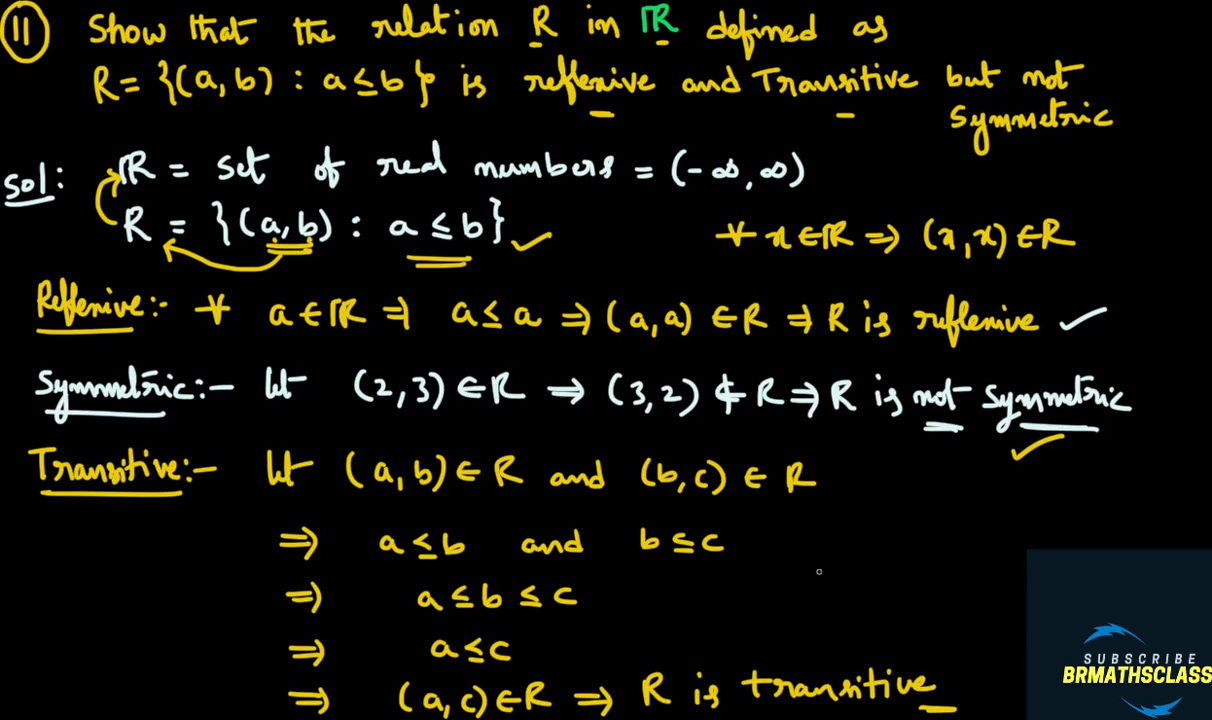 11 Show that the relation R in ℝ defined as
R = {(a, b) : a ≤ b} is reflexive and Transitive but not
symmetric
Sol: ℝ = set of real numbers = (-∞, ∞)
R = {(a, b) : a ≤ b} ✓ ∀ x ∈ ℝ ⇒ (x, x) ∈ R
Reflexive:- ∀ a ∈ ℝ ⇒ a ≤ a ⇒ (a, a) ∈ R ⇒ R is reflexive ✓
Symmetric:- let (2, 3) ∈ R ⇒ (3, 2) ∉ R ⇒ R is not symmetric ✓
Transitive:- let (a, b) ∈ R and (b, c) ∈ R
⇒ a ≤ b and b ≤ c
⇒ a ≤ b ≤ c
⇒ a ≤ c
⇒ (a, c) ∈ R ⇒ R is transitive
SUBSCRIBE
BRMATHSCLASS